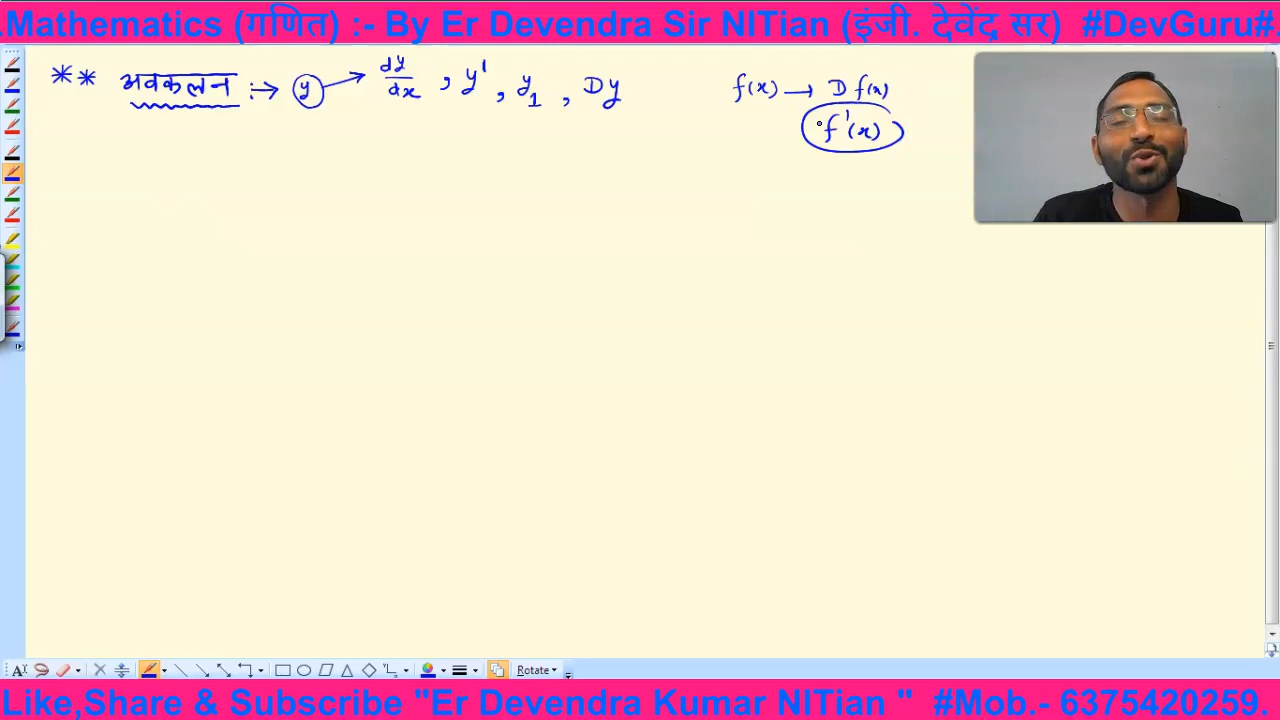 .Mathematics (गणित) :- By Er Devendra Sir NITian (इंजी. देवेंद्र सर) #DevGuru#.
** अवकलन :→ y → dy/dx , y' , y₁ , Dy f(x) → D f(x)
f'(x)
Rotate
Like,Share & Subscribe "Er Devendra Kumar NITian " #Mob.- 6375420259.